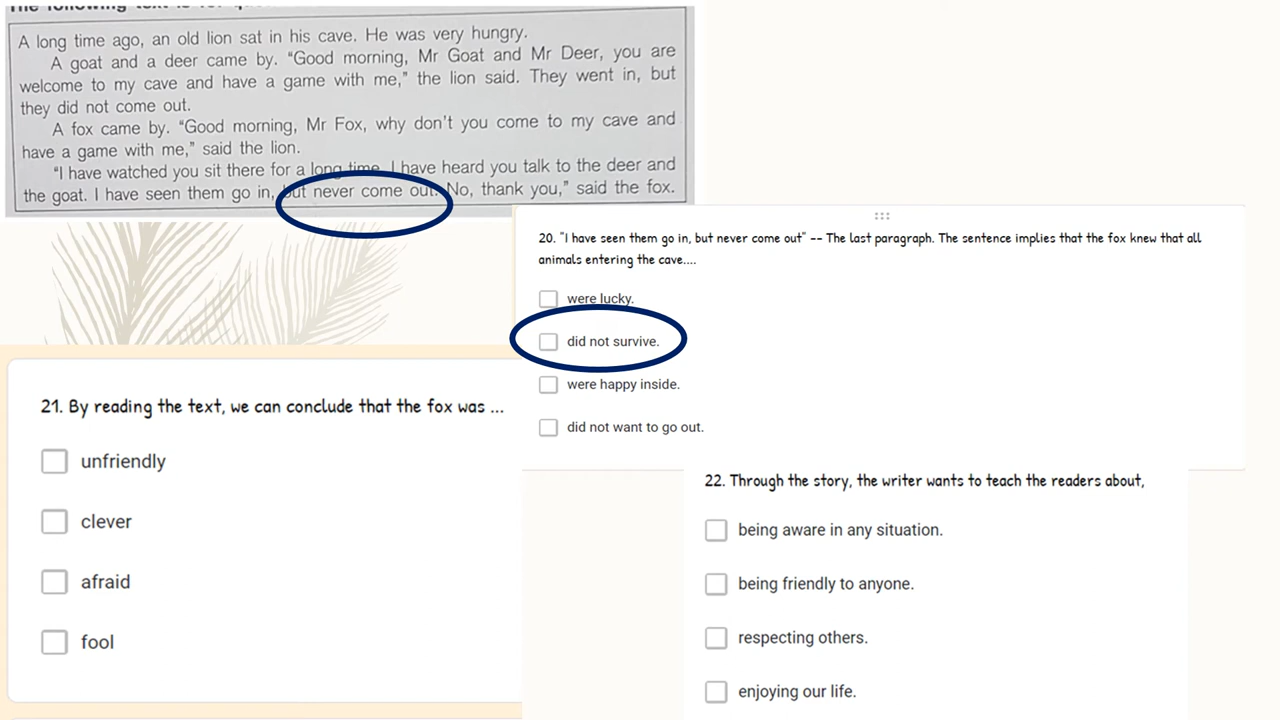 The following text is for
A long time ago, an old lion sat in his cave. He was very hungry.
A goat and a deer came by. “Good morning, Mr Goat and Mr Deer, you are
welcome to my cave and have a game with me,” the lion said. They went in, but
they did not come out.
A fox came by. “Good morning, Mr Fox, why don’t you come to my cave and
have a game with me,” said the lion.
“I have watched you sit there for a long time. I have heard you talk to the deer and
the goat. I have seen them go in, but never come out. No, thank you,” said the fox.
20. "I have seen them go in, but never come out" -- The last paragraph. The sentence implies that the fox knew that all
animals entering the cave....
were lucky.
did not survive.
were happy inside.
did not want to go out.
21. By reading the text, we can conclude that the fox was ...
unfriendly
clever
afraid
fool
22. Through the story, the writer wants to teach the readers about,
being aware in any situation.
being friendly to anyone.
respecting others.
enjoying our life.